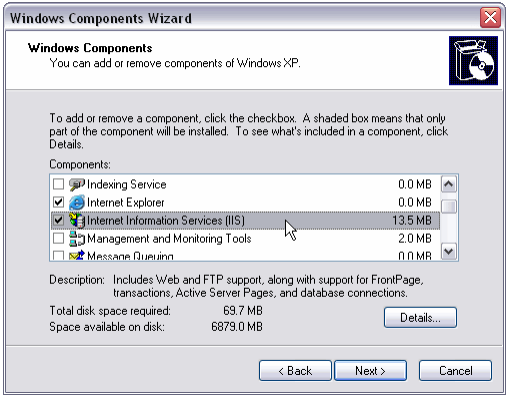 Windows Components Wizard
Windows Components
You can add or remove components of Windows XP.
To add or remove a component, click the checkbox. A shaded box means that only
part of the component will be installed. To see what's included in a component, click
Details.
Components:
Indexing Service 0.0 MB
Internet Explorer 0.0 MB
Internet Information Services (IIS) 13.5 MB
Management and Monitoring Tools 2.0 MB
Message Queuing 0.0 MB
Description: Includes Web and FTP support, along with support for FrontPage,
transactions, Active Server Pages, and database connections.
Total disk space required: 69.7 MB
Space available on disk: 6879.0 MB
Details...
< Back Next > Cancel